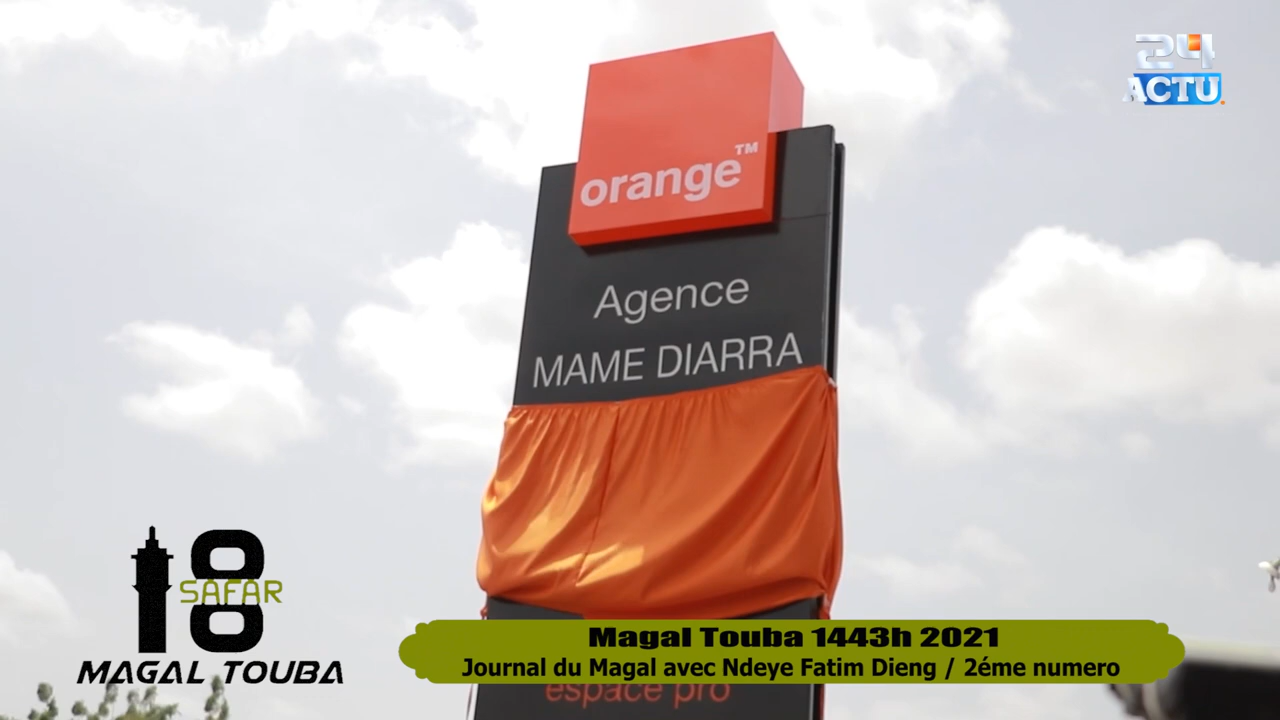 24
ACTU
orange™
Agence
MAME DIARRA
18
SAFAR
MAGAL TOUBA
Magal Touba 1443h 2021
Journal du Magal avec Ndeye Fatim Dieng / 2éme numero
espace pro